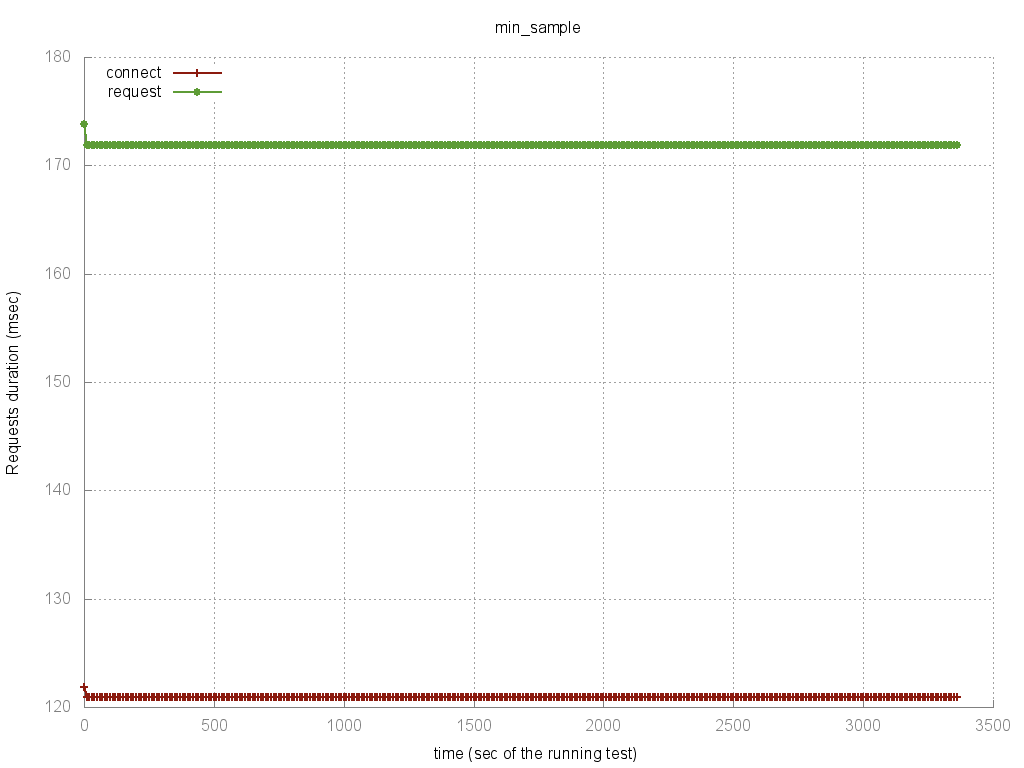 min_sample
connect
request
180
170
160
150
140
130
120
0 500 1000 1500 2000 2500 3000 3500
Requests duration (msec)
time (sec of the running test)